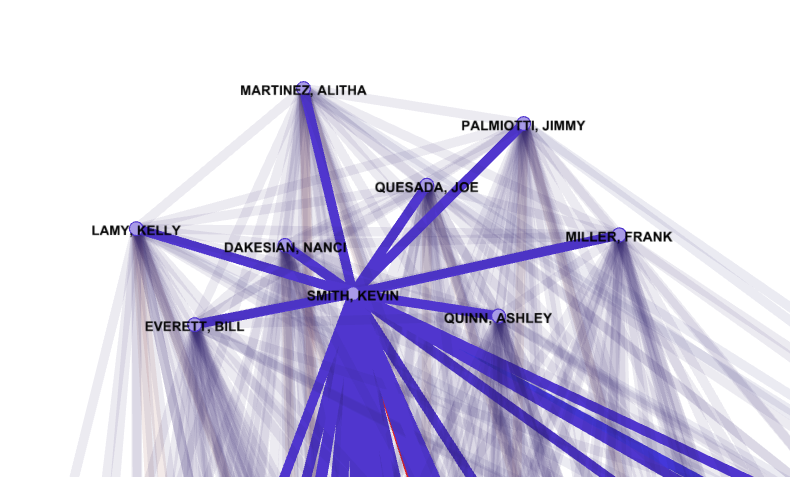 MARTINEZ, ALITHA
PALMIOTTI, JIMMY
QUESADA, JOE
LAMY, KELLY
MILLER, FRANK
DAKESIAN, NANCI
SMITH, KEVIN
QUINN, ASHLEY
EVERETT, BILL